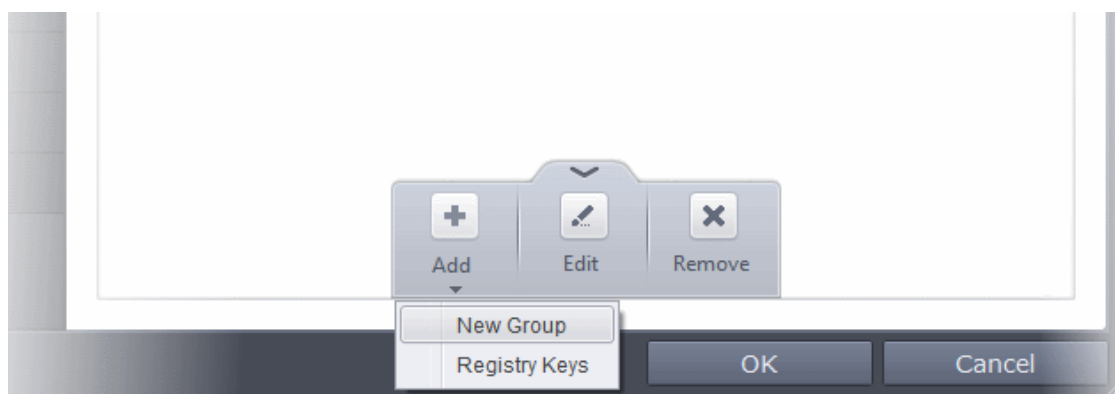 Add
Edit
Remove
New Group
Registry Keys
OK
Cancel